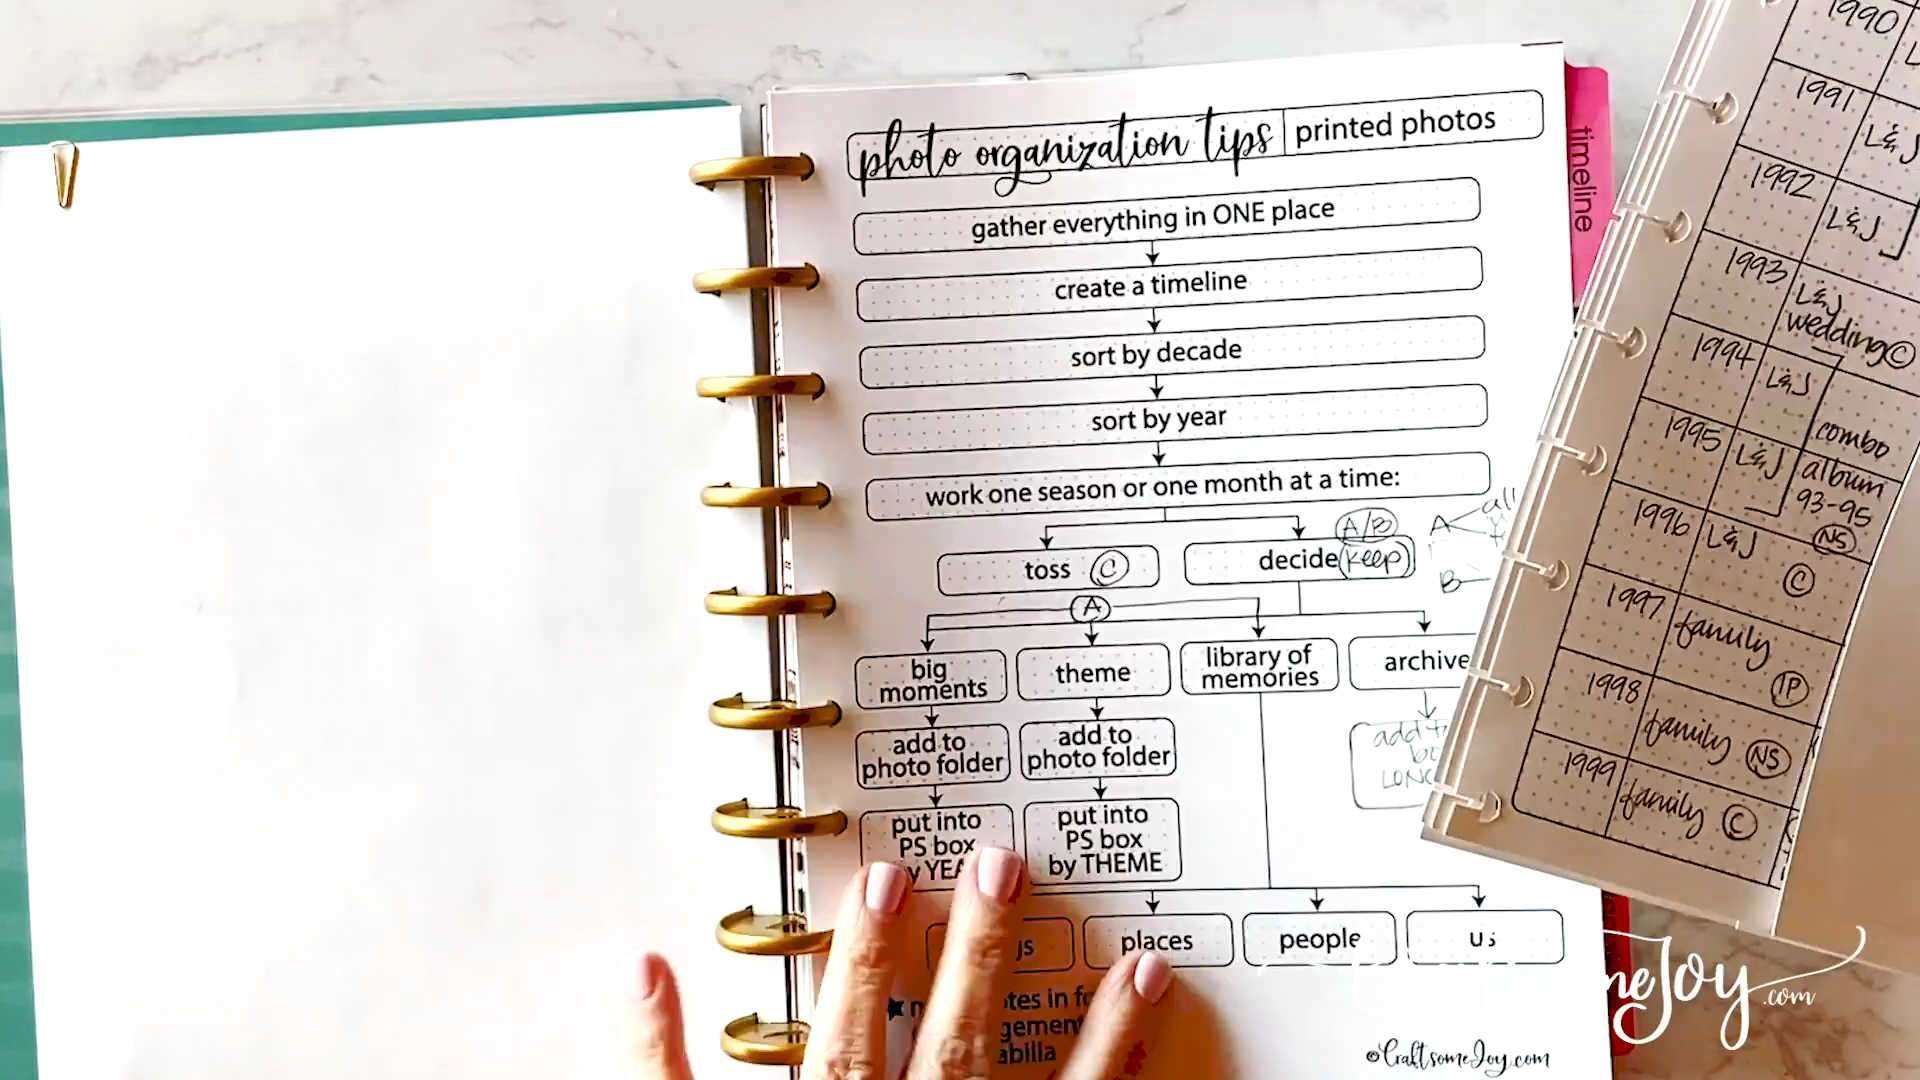 photo organization tips
printed photos
timeline
gather everything in ONE place
create a timeline
sort by decade
sort by year
work one season or one month at a time:
A/B
A
B
toss C
decide keep
A
big
moments
theme
library of
memories
archive
add to
photo folder
add to
photo folder
put into
PS box
put into
PS box
by THEME
places
people
us
©CraftsomeJoy.com
1990
1991
L&J
1992
L&J
1993
L&J
wedding C
1994
L&J
combo
album
93-95
NS
1995
L&J
1996
L&J
C
1997
family
IP
1998
family
NS
1999
family
C
Joy.com